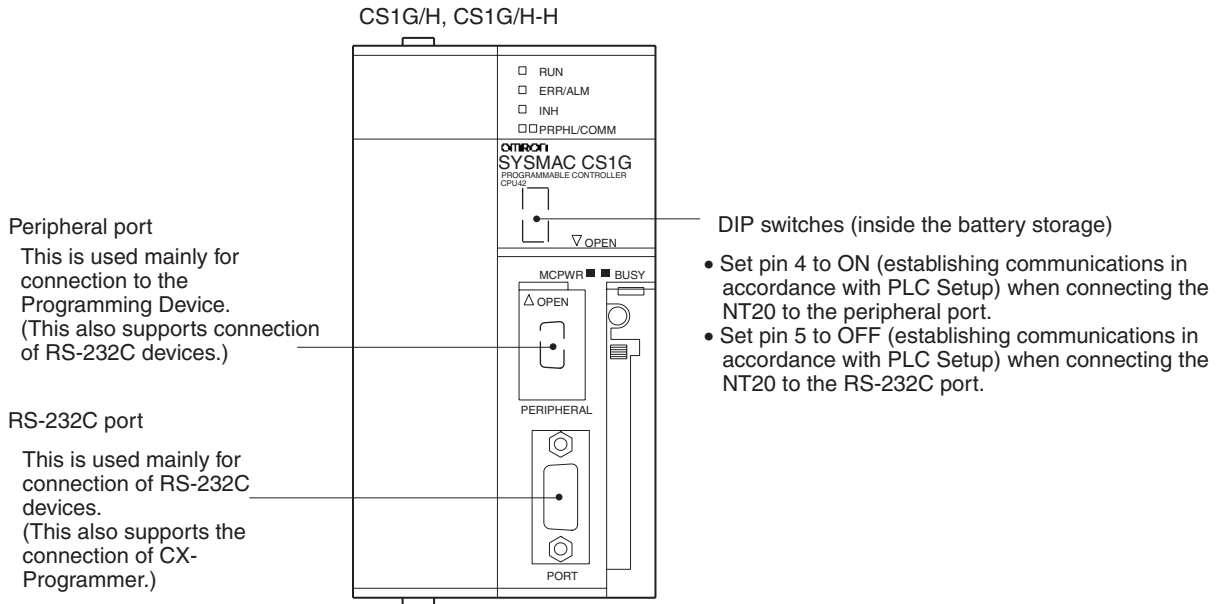 CS1G/H, CS1G/H-H
RUN
ERR/ALM
INH
PRPHL/COMM
OMRON
SYSMAC CS1G
PROGRAMMABLE CONTROLLER
CPU42
OPEN
MCPWR BUSY
OPEN
PERIPHERAL
PORT
Peripheral port
This is used mainly for
connection to the
Programming Device.
(This also supports connection
of RS-232C devices.)
RS-232C port
This is used mainly for
connection of RS-232C
devices.
(This also supports the
connection of CX-
Programmer.)
DIP switches (inside the battery storage)
• Set pin 4 to ON (establishing communications in
accordance with PLC Setup) when connecting the
NT20 to the peripheral port.
• Set pin 5 to OFF (establishing communications in
accordance with PLC Setup) when connecting the
NT20 to the RS-232C port.